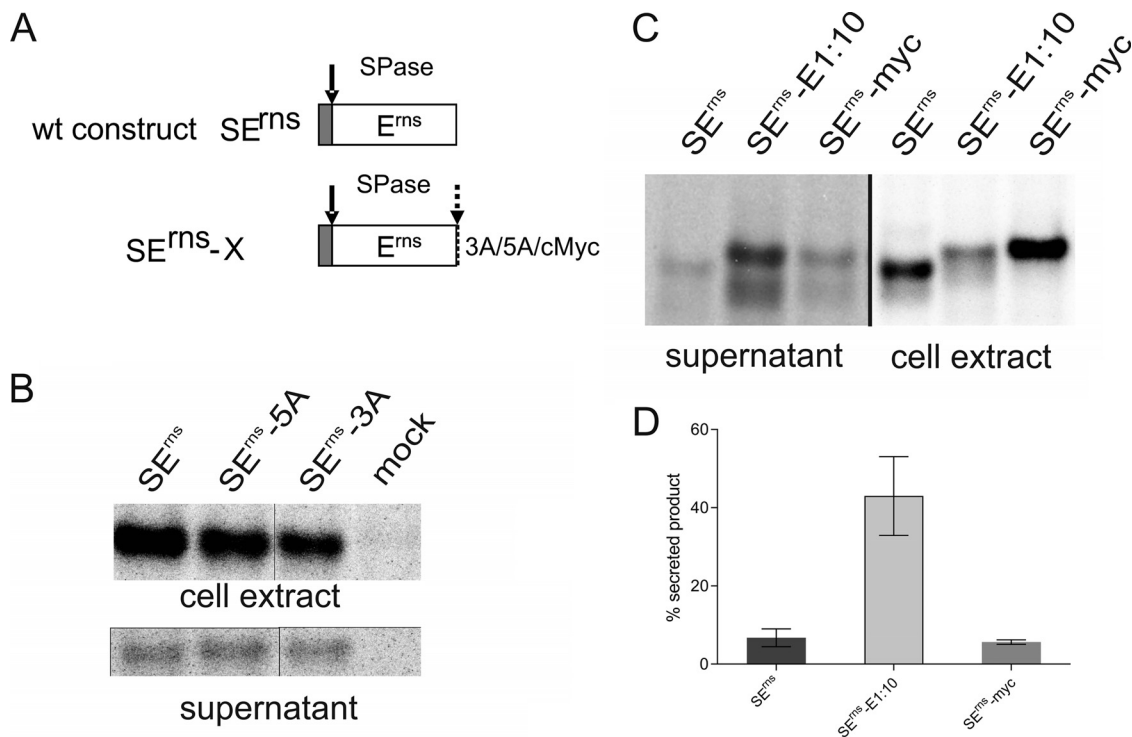 A
SPase
wt construct SErns Erns
SPase
SErns-X Erns 3A/5A/cMyc
B
SErns SErns-5A SErns-3A mock
cell extract
supernatant
C
SErns SErns-E1:10 SErns-myc SErns SErns-E1:10 SErns-myc
supernatant cell extract
D
60
40
20
0
% secreted product
SErns SErns-E1:10 SErns-myc